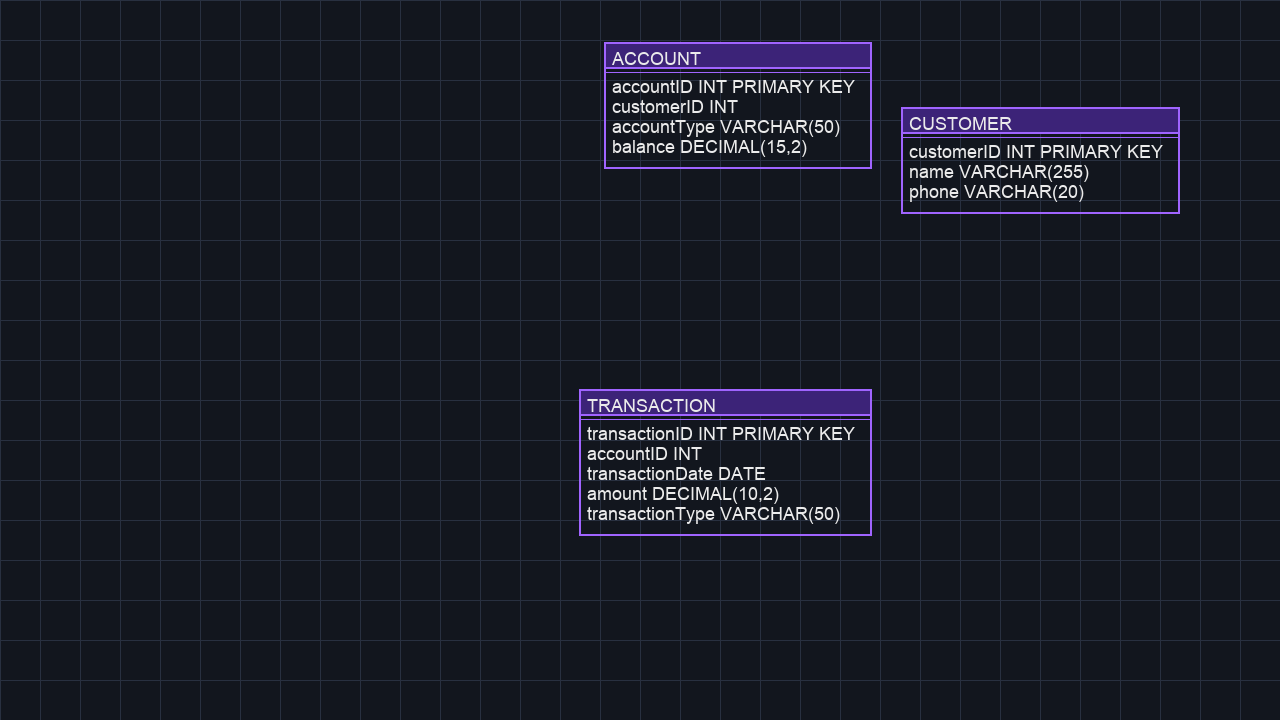 ACCOUNT
accountID INT PRIMARY KEY
customerID INT
accountType VARCHAR(50)
balance DECIMAL(15,2)
CUSTOMER
customerID INT PRIMARY KEY
name VARCHAR(255)
phone VARCHAR(20)
TRANSACTION
transactionID INT PRIMARY KEY
accountID INT
transactionDate DATE
amount DECIMAL(10,2)
transactionType VARCHAR(50)